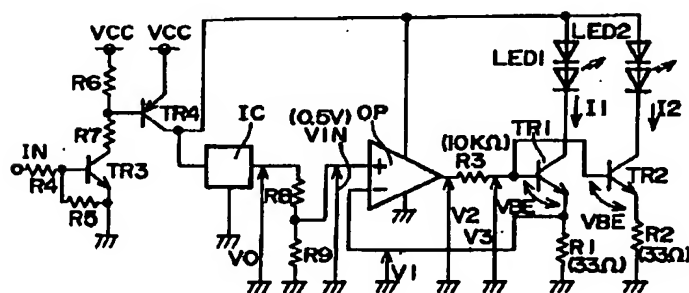 VCC VCC
LED2
LED1
R6
OP
TR4
IC
(0.5V)
VIN
I1
I2
R7
(10KΩ)
TR1
IN
R3
TR3
TR2
R4
R8
+
−
R5
VBE
VBE
V0
R9
V1
V2
V3
R1
(33Ω)
R2
(33Ω)